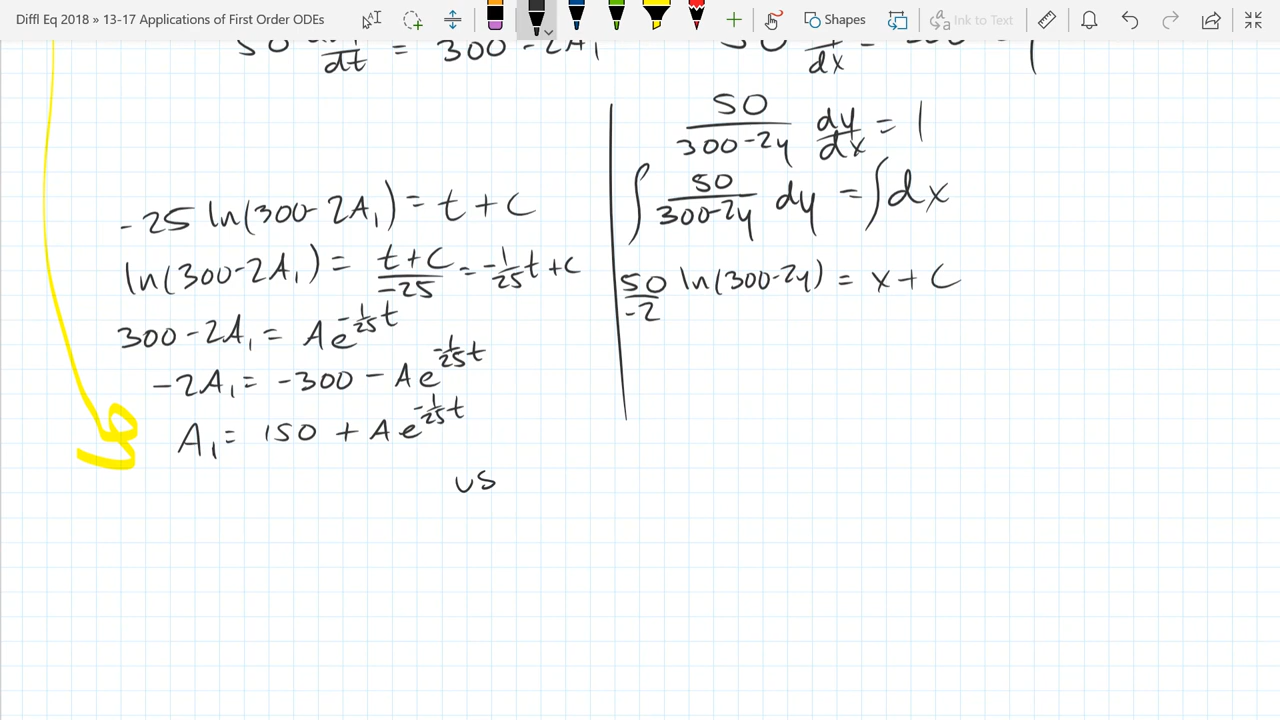 Diffl Eq 2018 » 13-17 Applications of First Order ODEs
Shapes
Ink to Text
50 dA₁/dt = 300 - 2A₁
-25 ln(300-2A₁) = t + C
ln(300-2A₁) = (t+C)/(-25) = -1/25 t + C
300 - 2A₁ = Ae^(-1/25 t)
-2A₁ = -300 - Ae^(-1/25 t)
A₁ = 150 + Ae^(-1/25 t)
us
dx
50/(300-2y) dy/dx = 1
∫ 50/(300-2y) dy = ∫ dx
50/-2 ln(300-2y) = x + C